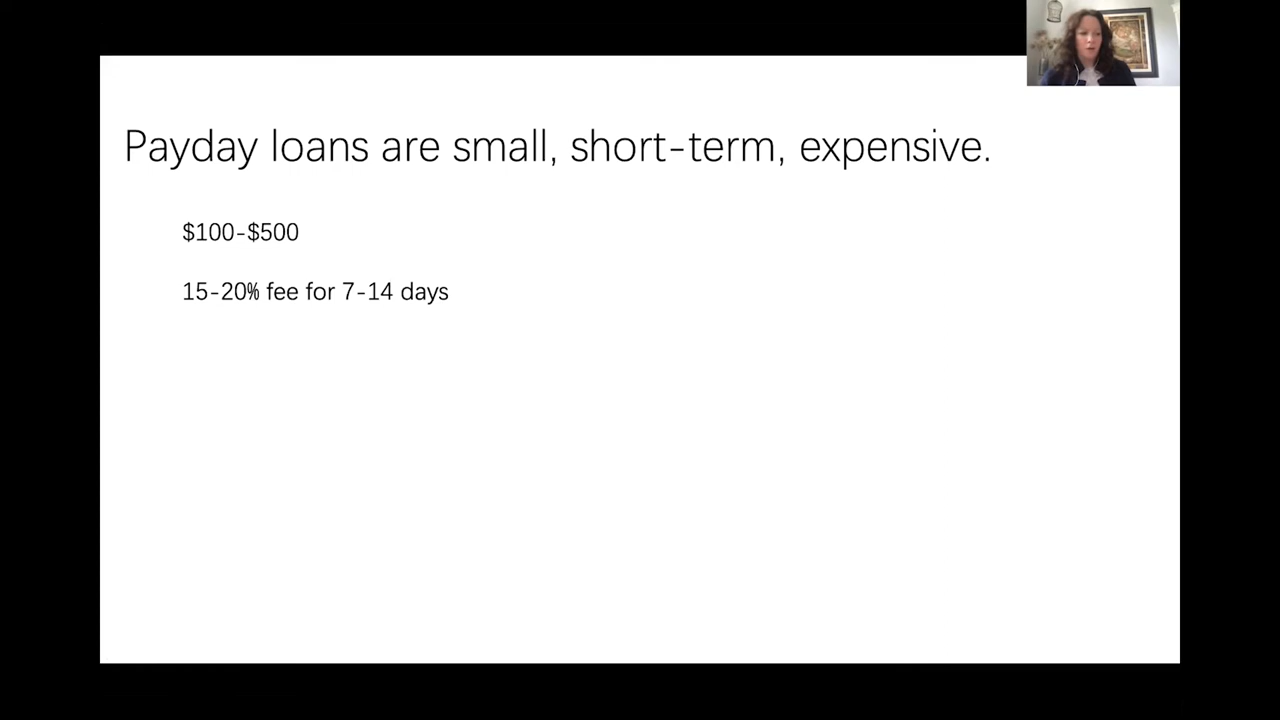 Payday loans are small, short-term, expensive.
$100-$500
15-20% fee for 7-14 days